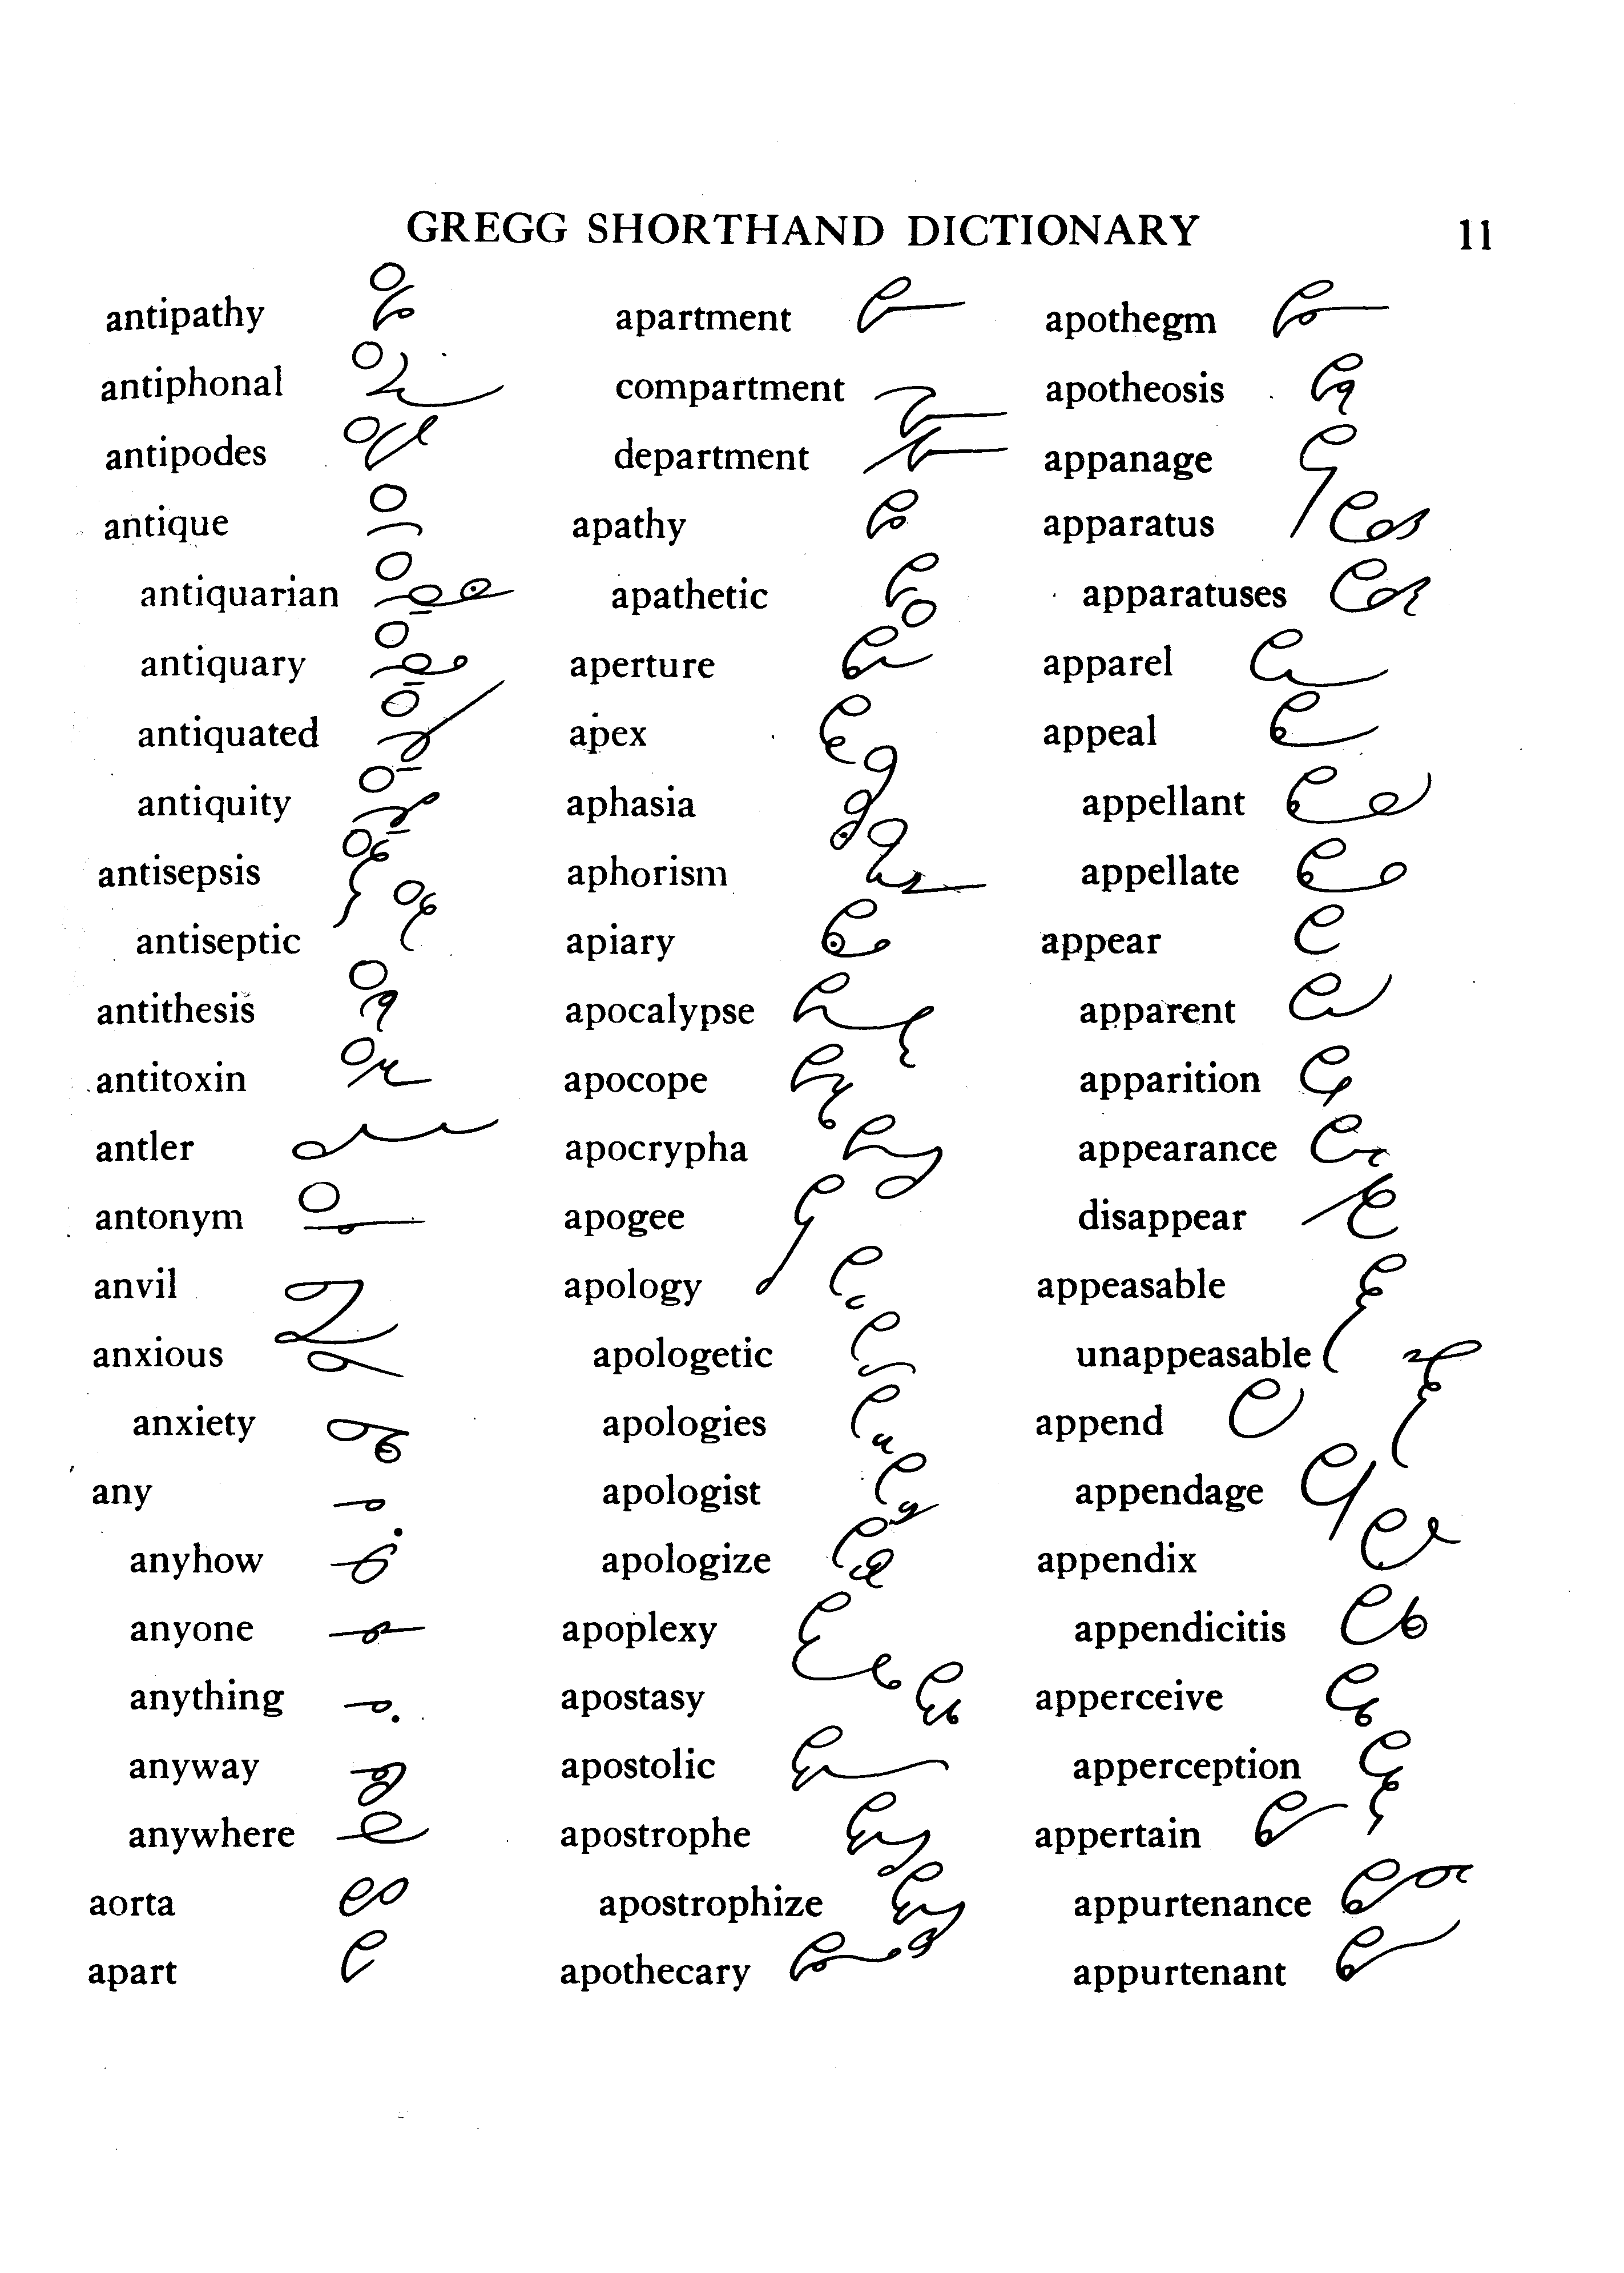 GREGG SHORTHAND DICTIONARY 11
antipathy
antiphonal
antipodes
antique
antiquarian
antiquary
antiquated
antiquity
antisepsis
antiseptic
antithesis
antitoxin
antler
antonym
anvil
anxious
anxiety
any
anyhow
anyone
anything
anyway
anywhere
aorta
apart
apartment
compartment
department
apathy
apathetic
aperture
apex
aphasia
aphorism
apiary
apocalypse
apocope
apocrypha
apogee
apology
apologetic
apologies
apologist
apologize
apoplexy
apostasy
apostolic
apostrophe
apostrophize
apothecary
apothegm
apotheosis
appanage
apparatus
apparatuses
apparel
appeal
appellant
appellate
appear
apparent
apparition
appearance
disappear
appeasable
unappeasable
append
appendage
appendix
appendicitis
apperceive
apperception
appertain
appurtenance
appurtenant